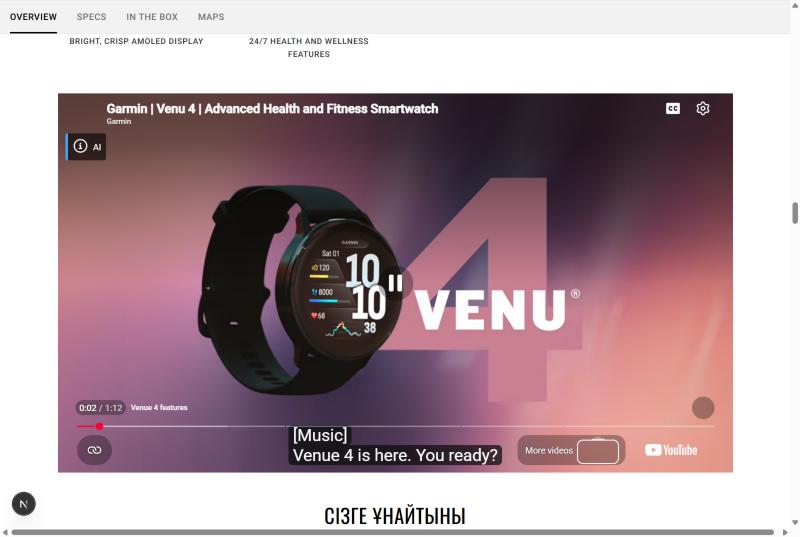 OVERVIEW SPECS IN THE BOX MAPS
BRIGHT, CRISP AMOLED DISPLAY
24/7 HEALTH AND WELLNESS
FEATURES
Garmin | Venu 4 | Advanced Health and Fitness Smartwatch
Garmin
CC
AI
GARMIN
Sat 01
120
8000
68
10
10
38
4
VENU®
0:02 / 1:12 Venue 4 features
[Music]
Venue 4 is here. You ready?
More videos
YouTube
N
СІЗГЕ ҰНАЙТЫНЫ